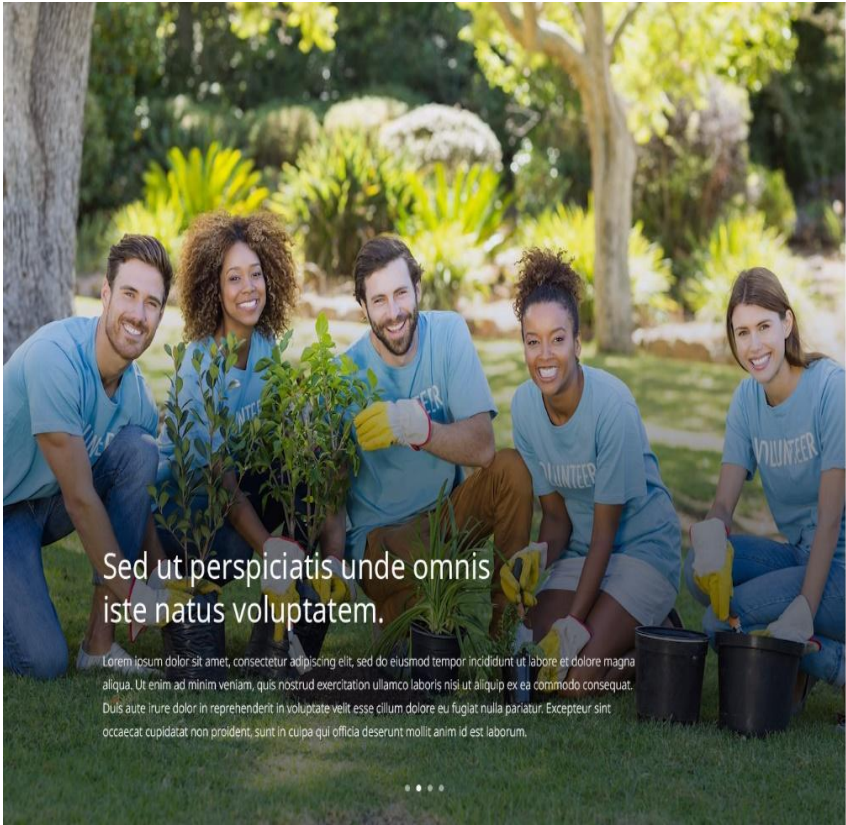 VOLUNTEER
VOLUNTEER
Sed ut perspiciatis unde omnis
iste natus voluptatem.
Lorem ipsum dolor sit amet, consectetur adipiscing elit, sed do eiusmod tempor incididunt ut labore et dolore magna
aliqua. Ut enim ad minim veniam, quis nostrud exercitation ullamco laboris nisi ut aliquip ex ea commodo consequat.
Duis aute irure dolor in reprehenderit in voluptate velit esse cillum dolore eu fugiat nulla pariatur. Excepteur sint
occaecat cupidatat non proident, sunt in culpa qui officia deserunt mollit anim id est laborum.